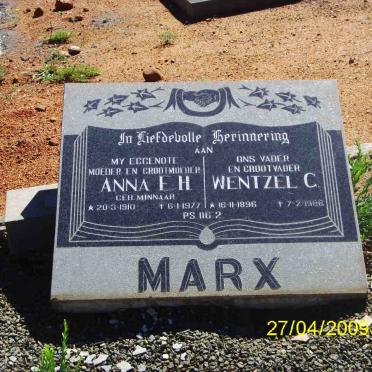 In Liefdevolle Herinnering
AAN
MY EGGENOTE
MOEDER EN GROOTMOEDER
ANNA E.H.
GEB. MINNAAR
* 20-3-1910 + 6-1-1977
ONS VADER
EN GROOTVADER
WENTZEL C.
* 16-11-1896 + 7-2-1986
PS. 116:2
MARX
27/04/2009